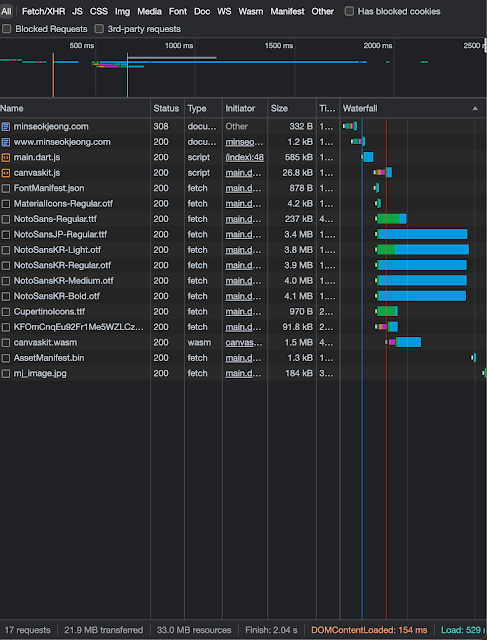 All Fetch/XHR JS CSS Img Media Font Doc WS Wasm Manifest Other Has blocked cookies
Blocked Requests 3rd-party requests
500 ms 1000 ms 1500 ms 2000 ms 2500
Name Status Type Initiator Size Ti... Waterfall
minseokjeong.com 308 docu... Other 332 B 1...
www.minseokjeong.com 200 docu... minseo... 1.2 kB 1...
main.dart.js 200 script (index):48 585 kB 1...
canvaskit.js 200 script main.d... 26.8 kB 1...
FontManifest.json 200 fetch main.d... 878 B 1...
MaterialIcons-Regular.otf 200 fetch main.d... 4.2 kB 1...
NotoSans-Regular.ttf 200 fetch main.d... 237 kB 4...
NotoSansJP-Regular.ttf 200 fetch main.d... 3.4 MB 1....
NotoSansKR-Light.otf 200 fetch main.d... 3.8 MB 1....
NotoSansKR-Regular.otf 200 fetch main.d... 3.9 MB 1....
NotoSansKR-Medium.otf 200 fetch main.d... 4.0 MB 1....
NotoSansKR-Bold.otf 200 fetch main.d... 4.1 MB 1....
CupertinoIcons.ttf 200 fetch main.d... 970 B 2...
KFOmCnqEu92Fr1Me5WZLCz... 200 fetch main.d... 91.8 kB 3...
canvaskit.wasm 200 wasm canvas... 1.5 MB 4...
AssetManifest.bin 200 fetch main.d... 1.3 kB 1...
mj_image.jpg 200 fetch main.d... 184 kB 3...
17 requests 21.9 MB transferred 33.0 MB resources Finish: 2.04 s DOMContentLoaded: 154 ms Load: 529